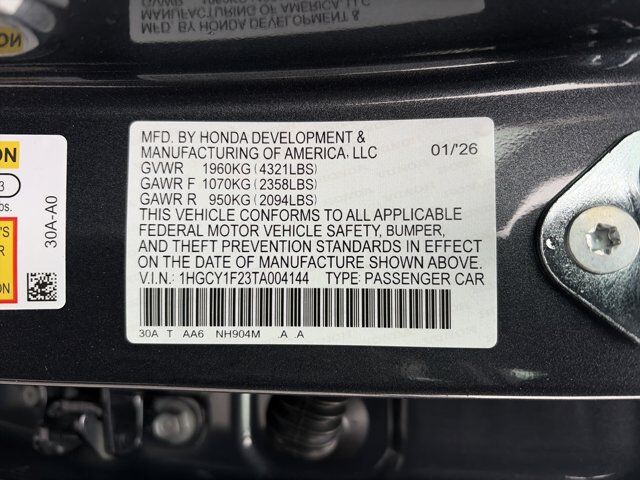 MFD. BY HONDA DEVELOPMENT &
MANUFACTURING OF AMERICA, LLC
01/'26
GVWR 1960KG (4321LBS)
GAWR F 1070KG (2358LBS)
GAWR R 950KG (2094LBS)
THIS VEHICLE CONFORMS TO ALL APPLICABLE
FEDERAL MOTOR VEHICLE SAFETY, BUMPER,
AND THEFT PREVENTION STANDARDS IN EFFECT
ON THE DATE OF MANUFACTURE SHOWN ABOVE.
V.I.N.: 1HGCY1F23TA004144 TYPE: PASSENGER CAR
30A T AA6 NH904M .A .A
30A-A0
3